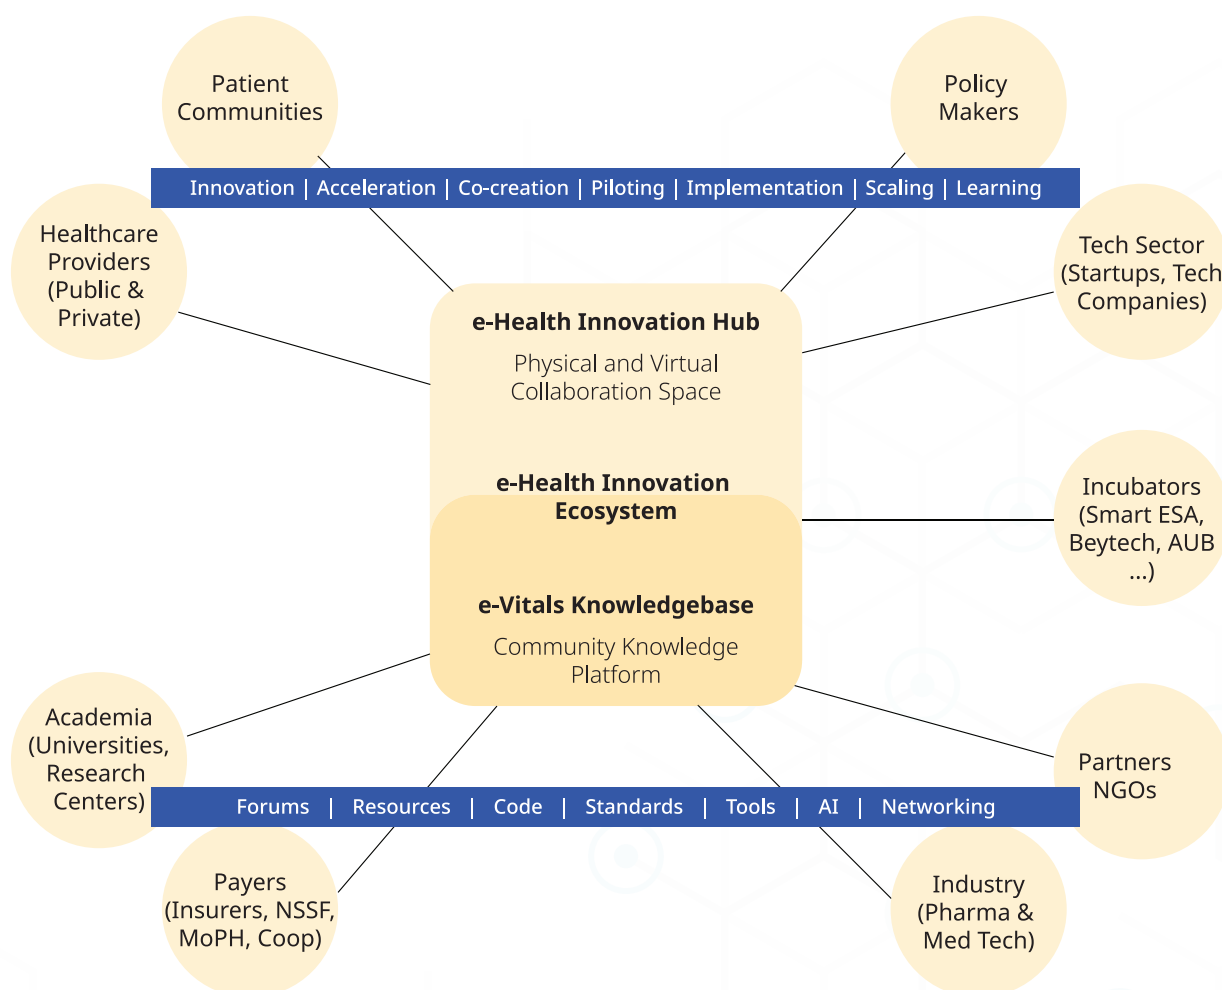 Patient
Communities
Policy
Makers
Innovation | Acceleration | Co-creation | Piloting | Implementation | Scaling | Learning
Healthcare
Providers
(Public &
Private)
Tech Sector
(Startups, Tech
Companies)
e-Health Innovation Hub
Physical and Virtual
Collaboration Space
e-Health Innovation
Ecosystem
Incubators
(Smart ESA,
Beytech, AUB
...)
e-Vitals Knowledgebase
Community Knowledge
Platform
Academia
(Universities,
Research
Centers)
Partners
NGOs
Forums | Resources | Code | Standards | Tools | AI | Networking
Payers
(Insurers, NSSF,
MoPH, Coop)
Industry
(Pharma &
Med Tech)